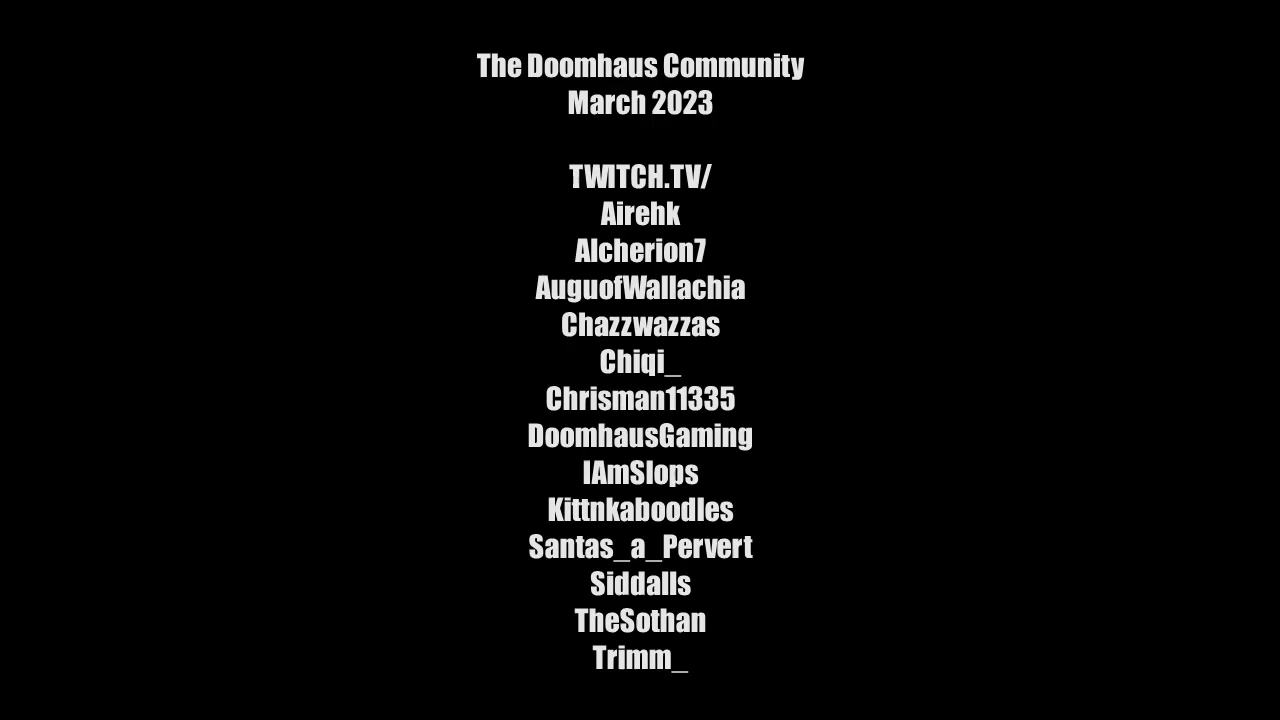 The Doomhaus Community
March 2023
TWITCH.TV/
Airehk
Alcherion7
AuguofWallachia
Chazzwazzas
Chiqi_
Chrisman11335
DoomhausGaming
IAmSlops
Kittnkaboodles
Santas_a_Pervert
Siddalls
TheSothan
Trimm_